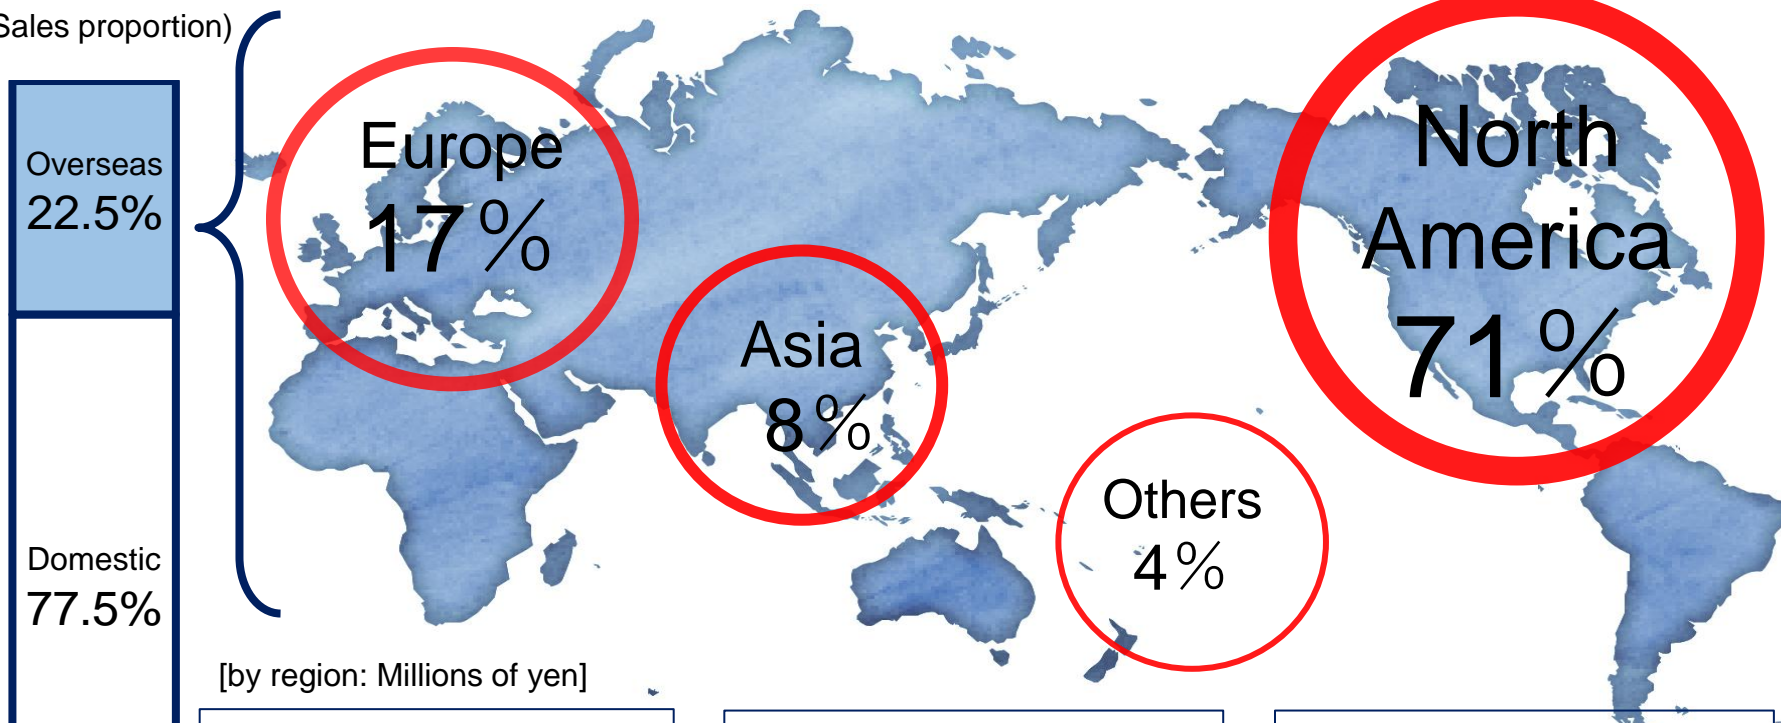 Sales proportion)
Overseas
22.5%
Domestic
77.5%
Europe
17%
Asia
8%
Others
4%
North
America
71%
[by region: Millions of yen]